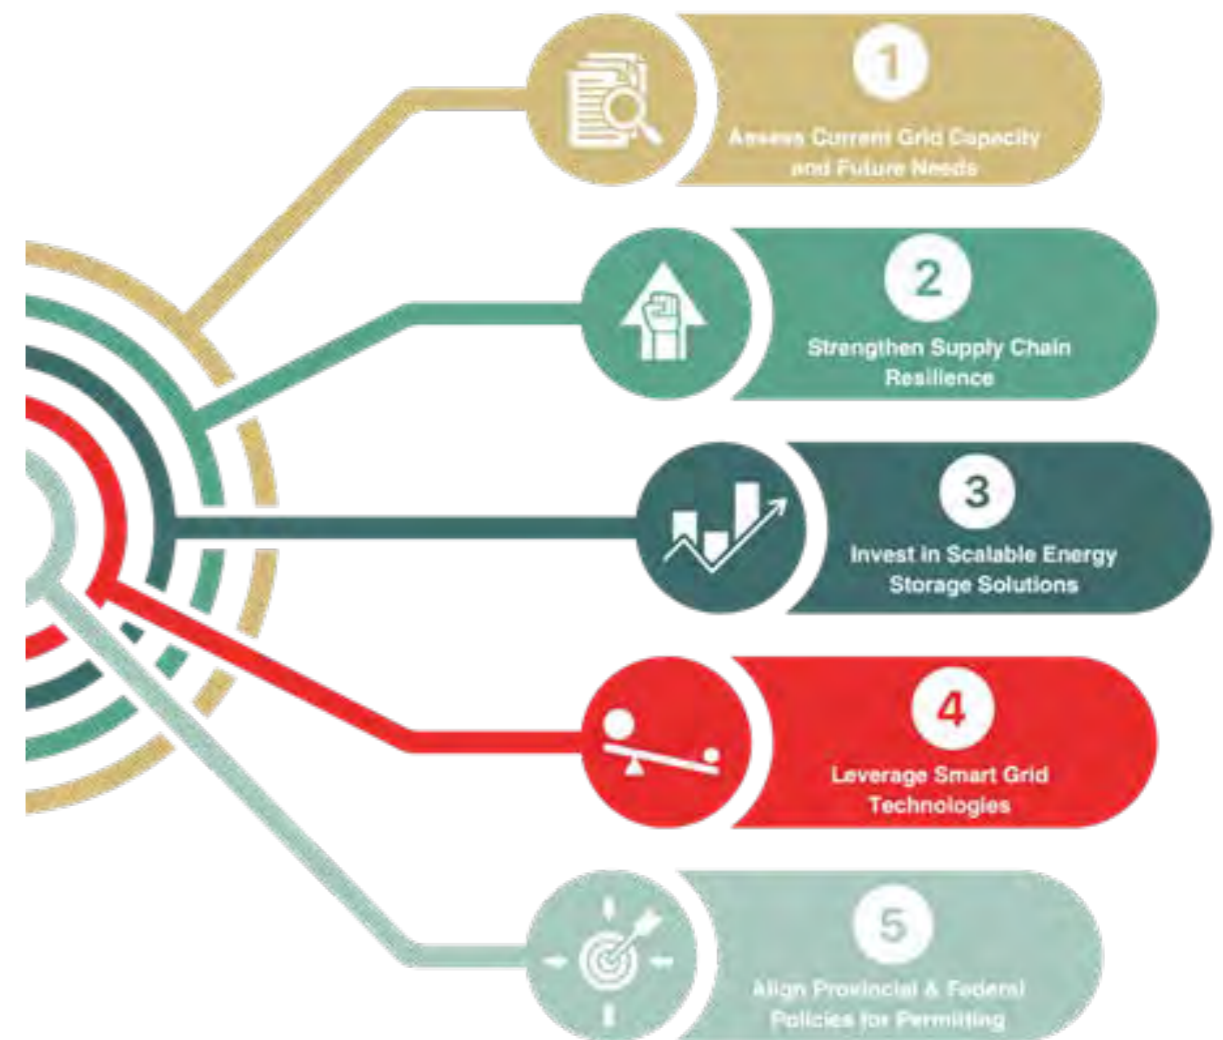 1
Assess Current Grid Capacity
and Future Needs
2
Strengthen Supply Chain
Resilience
3
Invest in Scalable Energy
Storage Solutions
4
Leverage Smart Grid
Technologies
5
Align Provincial & Federal
Policies for Permitting